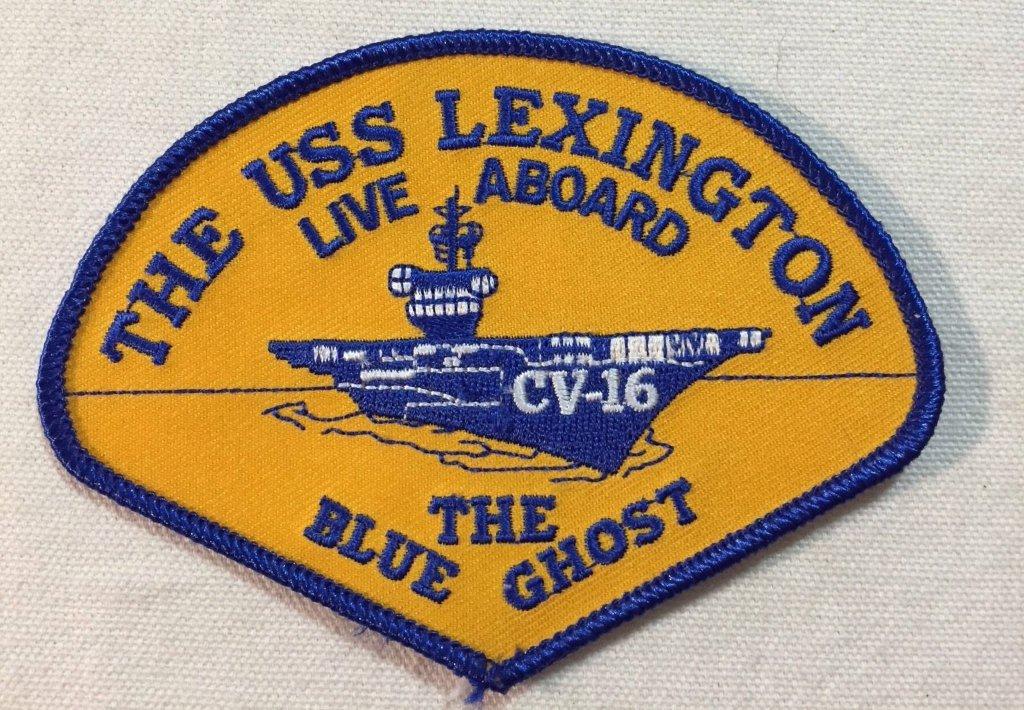 THE USS LEXINGTON
LIVE ABOARD
CV-16
THE
BLUE GHOST